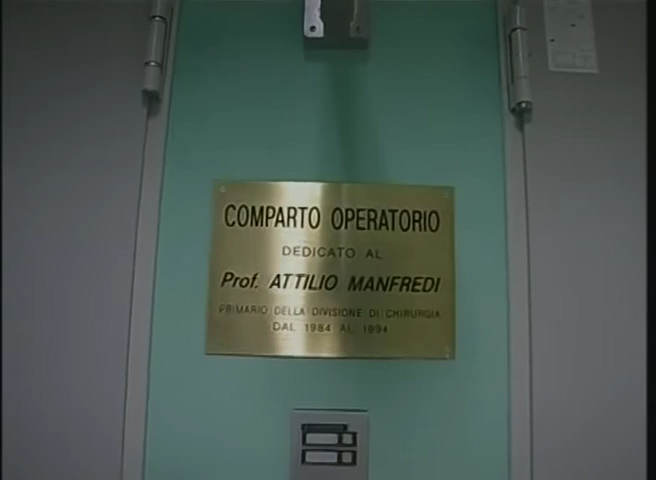 COMPARTO OPERATORIO
DEDICATO AL
Prof. ATTILIO MANFREDI
PRIMARIO DELLA DIVISIONE DI CHIRURGIA
DAL 1984 AL 1994